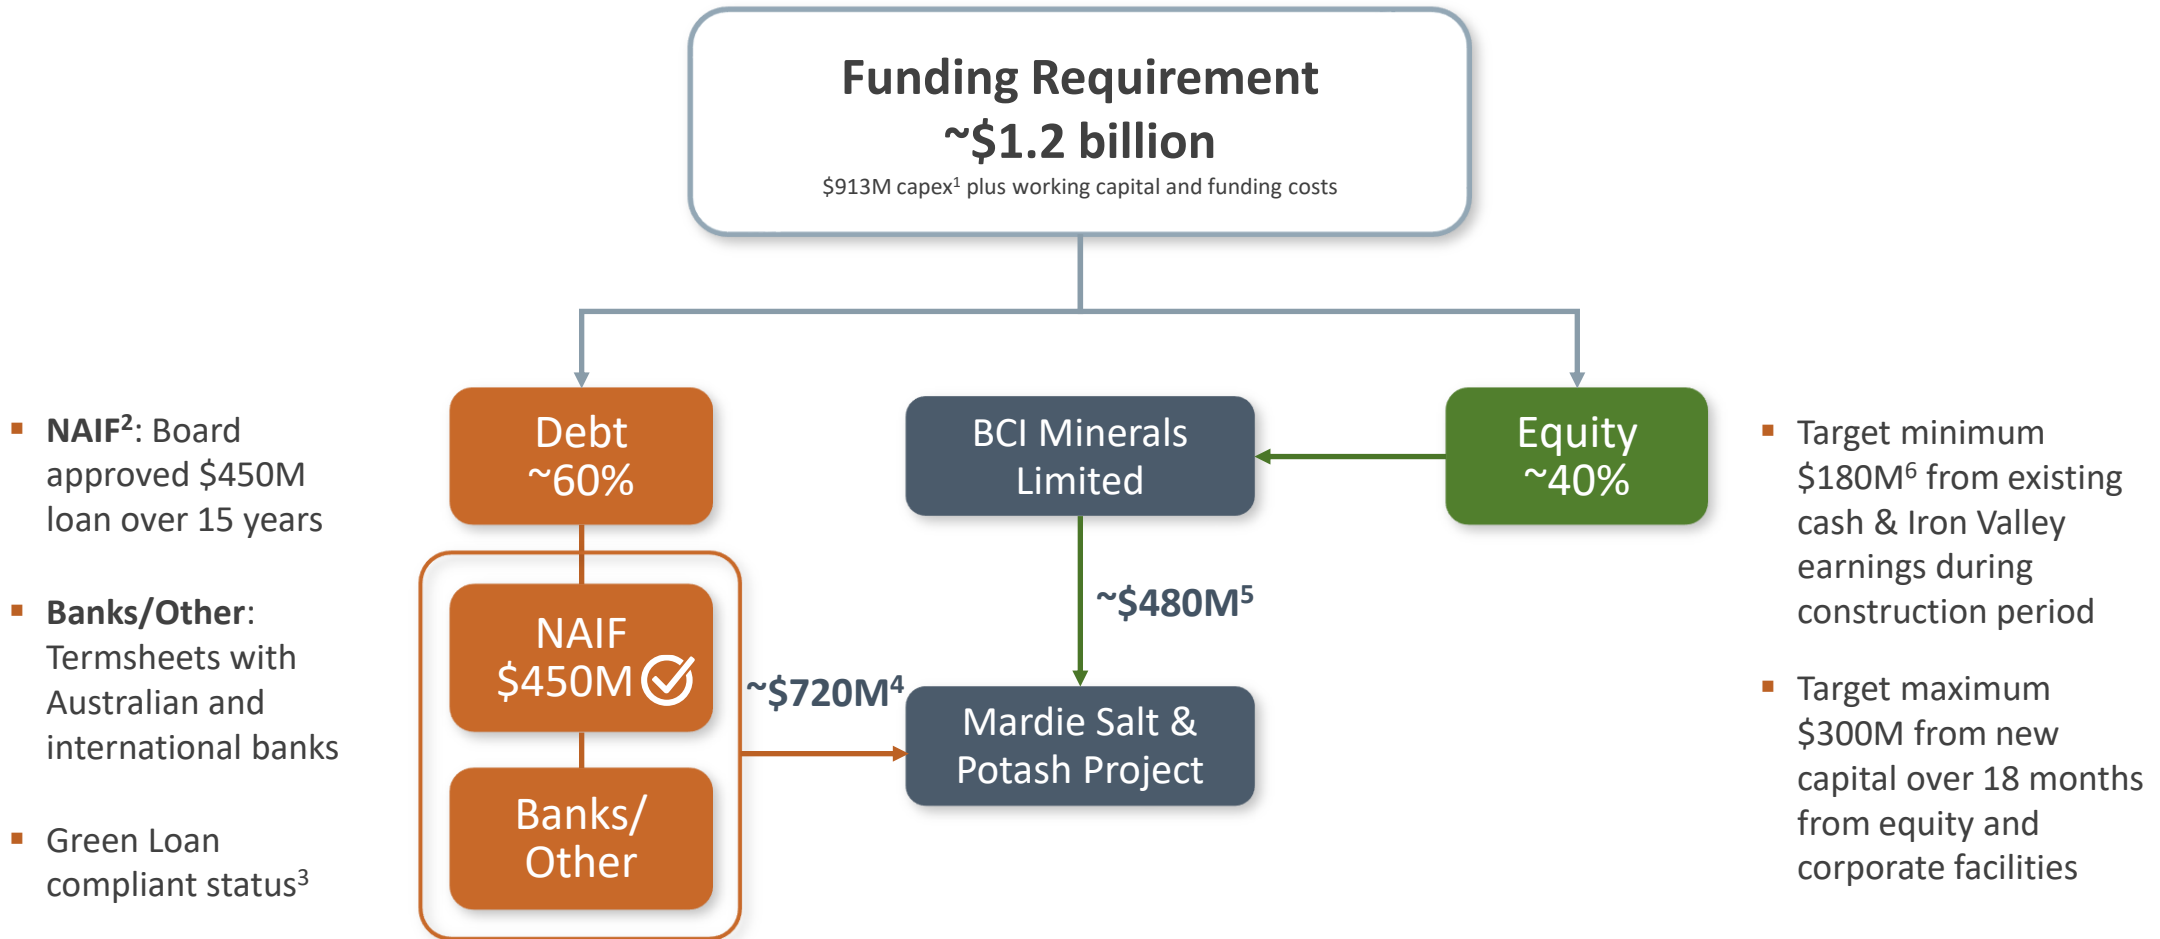 Funding Requirement
~$1.2 billion
$913M capex¹ plus working capital and funding costs
▪ NAIF²: Board
approved $450M
loan over 15 years
▪ Banks/Other:
Termsheets with
Australian and
international banks
▪ Green Loan
compliant status³
Debt
~60%
NAIF
$450M
Banks/
Other
~$720M⁴
BCI Minerals
Limited
~$480M⁵
Mardie Salt &
Potash Project
Equity
~40%
▪ Target minimum
$180M⁶ from existing
cash & Iron Valley
earnings during
construction period
▪ Target maximum
$300M from new
capital over 18 months
from equity and
corporate facilities